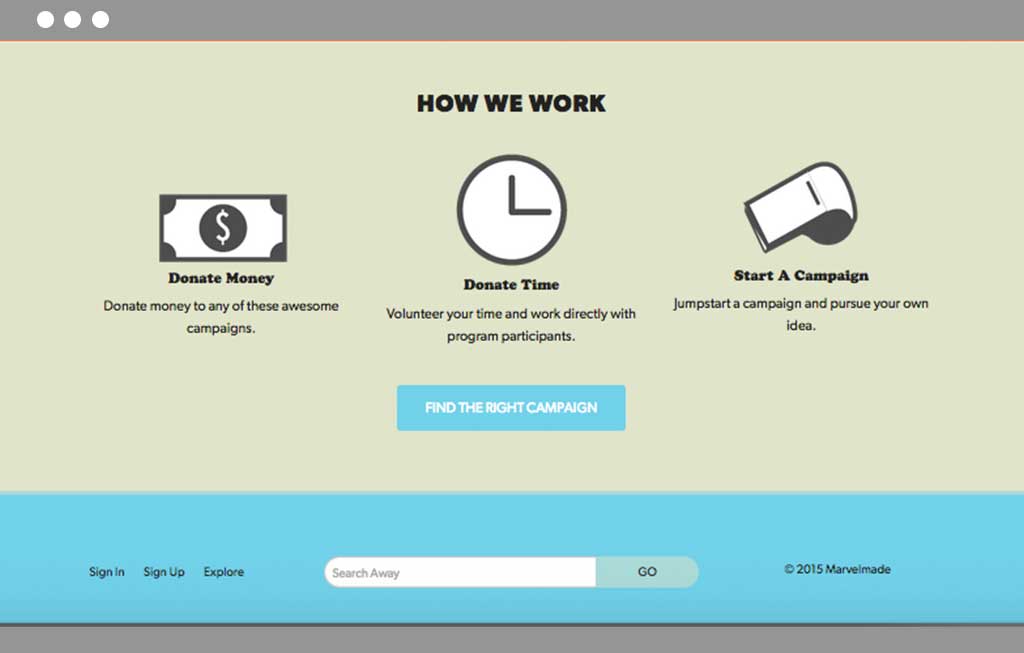 HOW WE WORK
$
Donate Money
Donate money to any of these awesome
campaigns.
Donate Time
Volunteer your time and work directly with
program participants.
Start A Campaign
Jumpstart a campaign and pursue your own
idea.
FIND THE RIGHT CAMPAIGN
Sign In Sign Up Explore
Search Away
GO
© 2015 Marvelmade